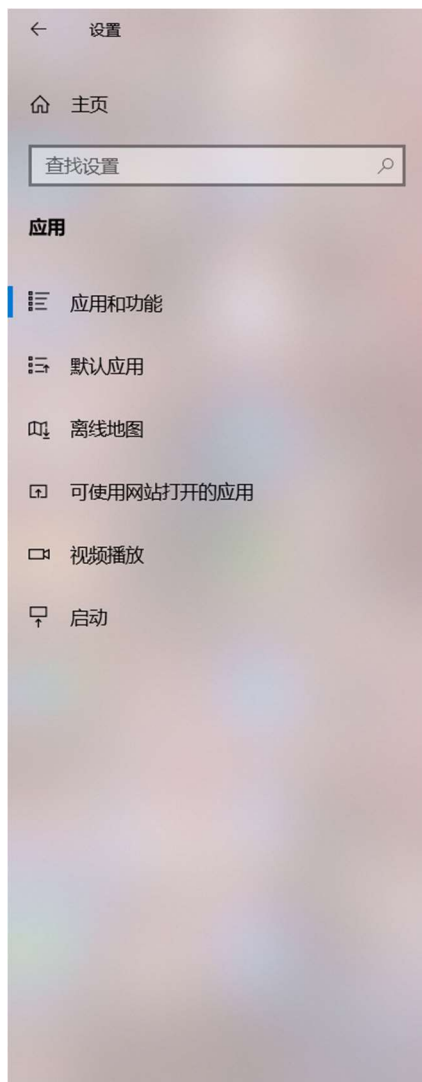 设置
主页
查找设置
应用
应用和功能
默认应用
离线地图
可使用网站打开的应用
视频播放
启动